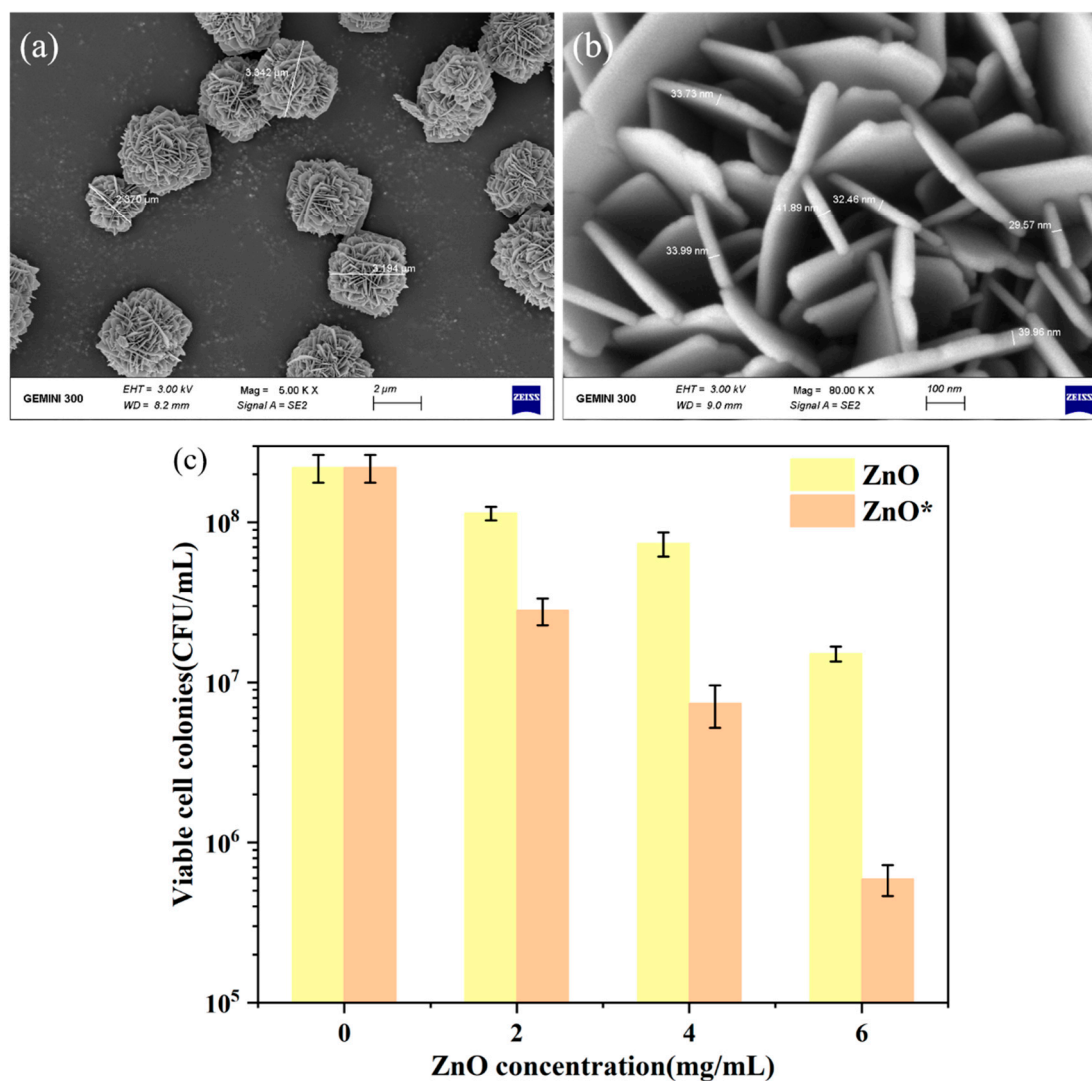 (a)
3.342 µm
2.370 µm
3.194 µm
EHT = 3.00 kV
Mag = 5.00 K X
2 µm
GEMINI 300
WD = 8.2 mm
Signal A = SE2
ZEISS
(b)
33.73 nm
41.89 nm
32.46 nm
29.57 nm
33.99 nm
39.96 nm
EHT = 3.00 kV
Mag = 80.00 K X
100 nm
GEMINI 300
WD = 9.0 mm
Signal A = SE2
ZEISS
(c)
ZnO
ZnO*
Viable cell colonies(CFU/mL)
10⁸
10⁷
10⁶
10⁵
0 2 4 6
ZnO concentration(mg/mL)